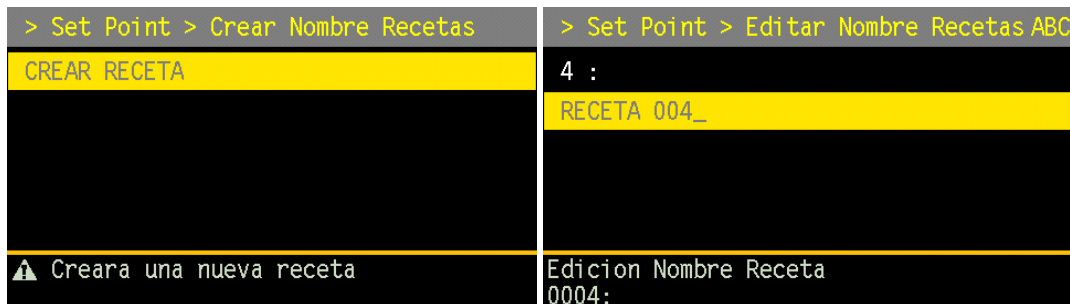 > Set Point > Crear Nombre Recetas
CREAR RECETA
⚠ Creara una nueva receta
> Set Point > Editar Nombre Recetas ABC
4 :
RECETA 004_
Edicion Nombre Receta
0004: